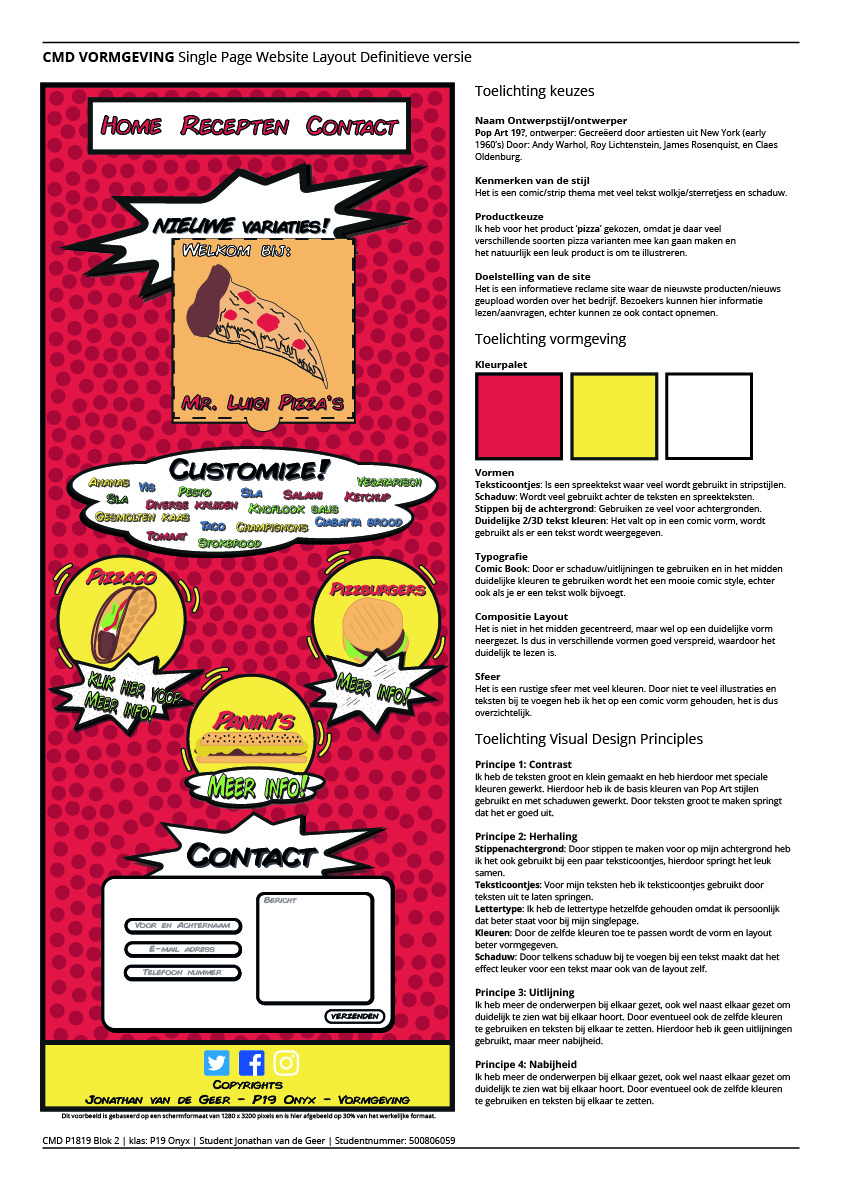 CMD VORMGEVING Single Page Website Layout Definitieve versie
Home Recepten Contact
Nieuwe variaties!
Welkom bij:
Mr. Luigi Pizza's
Customize!
Ananas Vis Pesto Sla Salami Vegatarisch
Sla Diverse kruiden Knoflook saus Ketchup
Gesmolten kaas Taco Champignons Ciabatta brood
Tomaat Stokbrood
Pizzaco
Klik hier voor
Meer info!
Pizzburgers
Meer info!
Panini's
Meer info!
Contact
Voor en Achternaam
E-mail adress
Telefoon nummer
Bericht
Verzenden
Copyrights
Jonathan van de Geer - P19 Onyx - Vormgeving
Dit voorbeeld is gebaseerd op een schermformaat van 1280 x 3200 pixels en is hier afgebeeld op 30% van het werkelijke formaat.
Toelichting keuzes
Naam Ontwerpstijl/ontwerper
Pop Art 19?, ontwerper: Gecreëerd door artiesten uit New York (early
1960's) Door: Andy Warhol, Roy Lichtenstein, James Rosenquist, en Claes
Oldenburg.
Kenmerken van de stijl
Het is een comic/strip thema met veel tekst wolkje/sterretjess en schaduw.
Productkeuze
Ik heb voor het product 'pizza' gekozen, omdat je daar veel
verschillende soorten pizza varianten mee kan gaan maken en
het natuurlijk een leuk product is om te illustreren.
Doelstelling van de site
Het is een informatieve reclame site waar de nieuwste producten/nieuws
geupload worden over het bedrijf. Bezoekers kunnen hier informatie
lezen/aanvragen, echter kunnen ze ook contact opnemen.
Toelichting vormgeving
Kleurpalet
Vormen
Teksticoontjes: Is een spreektekst waar veel wordt gebruikt in stripstijlen.
Schaduw: Wordt veel gebruikt achter de teksten en spreekteksten.
Stippen bij de achtergrond: Gebruiken ze veel voor achtergronden.
Duidelijke 2/3D tekst kleuren: Het valt op in een comic vorm, wordt
gebruikt als er een tekst wordt weergegeven.
Typografie
Comic Book: Door er schaduw/uitlijningen te gebruiken en in het midden
duidelijke kleuren te gebruiken wordt het een mooie comic style, echter
ook als je er een tekst wolk bijvoegt.
Compositie Layout
Het is niet in het midden gecentreerd, maar wel op een duidelijke vorm
neergezet. Is dus in verschillende vormen goed verspreid, waardoor het
duidelijk te lezen is.
Sfeer
Het is een rustige sfeer met veel kleuren. Door niet te veel illustraties en
teksten bij te voegen heb ik het op een comic vorm gehouden, het is dus
overzichtelijk.
Toelichting Visual Design Principles
Principe 1: Contrast
Ik heb de teksten groot en klein gemaakt en heb hierdoor met speciale
kleuren gewerkt. Hierdoor heb ik de basis kleuren van Pop Art stijlen
gebruikt en met schaduwen gewerkt. Door teksten groot te maken springt
dat het er goed uit.
Principe 2: Herhaling
Stippenachtergrond: Door stippen te maken voor op mijn achtergrond heb
ik het ook gebruikt bij een paar teksticoontjes, hierdoor springt het leuk
samen.
Teksticoontjes: Voor mijn teksten heb ik teksticoontjes gebruikt door
teksten uit te laten springen.
Lettertype: Ik heb de lettertype hetzelfde gehouden omdat ik persoonlijk
dat beter staat voor bij mijn singlepage.
Kleuren: Door de zelfde kleuren toe te passen wordt de vorm en layout
beter vormgegeven.
Schaduw: Door telkens schaduw bij te voegen bij een tekst maakt dat het
effect leuker voor een tekst maar ook van de layout zelf.
Principe 3: Uitlijning
Ik heb meer de onderwerpen bij elkaar gezet, ook wel naast elkaar gezet om
duidelijk te zien wat bij elkaar hoort. Door eventueel ook de zelfde kleuren
te gebruiken en teksten bij elkaar te zetten. Hierdoor heb ik geen uitlijningen
gebruikt, maar meer nabijheid.
Principe 4: Nabijheid
Ik heb meer de onderwerpen bij elkaar gezet, ook wel naast elkaar gezet om
duidelijk te zien wat bij elkaar hoort. Door eventueel ook de zelfde kleuren
te gebruiken en teksten bij elkaar te zetten.
CMD P1819 Blok 2 | klas: P19 Onyx | Student Jonathan van de Geer | Studentnummer: 500806059